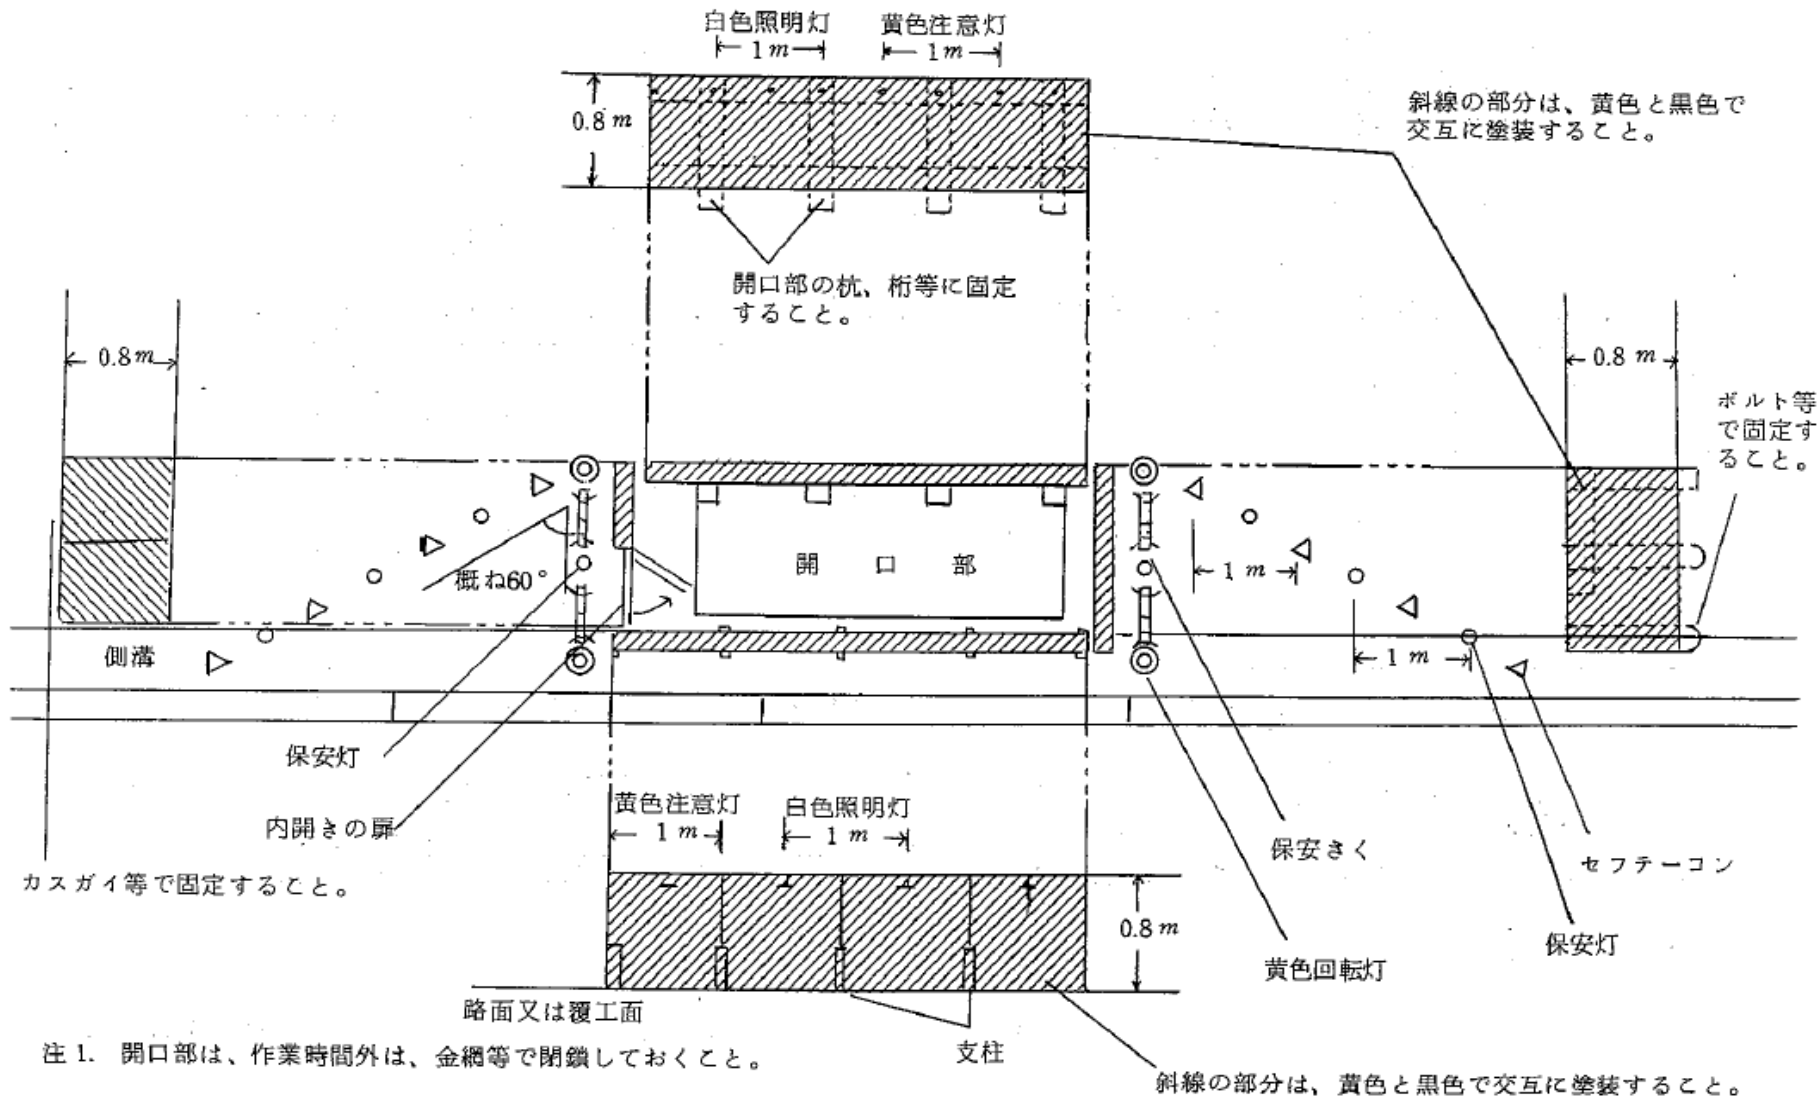 白色照明灯
黄色注意灯
1m
1m
0.8m
斜線の部分は、黄色と黒色で
交互に塗装すること。
開口部の杭、桁等に固定
すること。
0.8m
0.8m
ボルト等
で固定す
ること。
開口部
概ね60°
1m
側溝
1m
保安灯
内開きの扉
カスガイ等で固定すること。
黄色注意灯
白色照明灯
1m
1m
保安さく
セフテーコン
0.8m
保安灯
黄色回転灯
路面又は覆工面
支柱
注1. 開口部は、作業時間外は、金網等で閉鎖しておくこと。
斜線の部分は、黄色と黒色で交互に塗装すること。